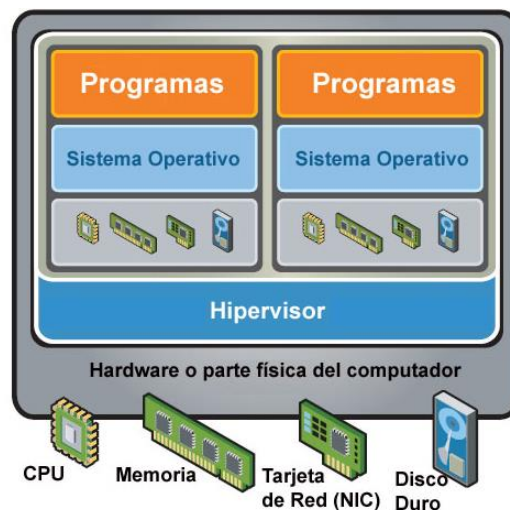 Programas
Programas
Sistema Operativo
Sistema Operativo
Hipervisor
Hardware o parte física del computador
CPU
Memoria
Tarjeta
de Red (NIC)
Disco
Duro